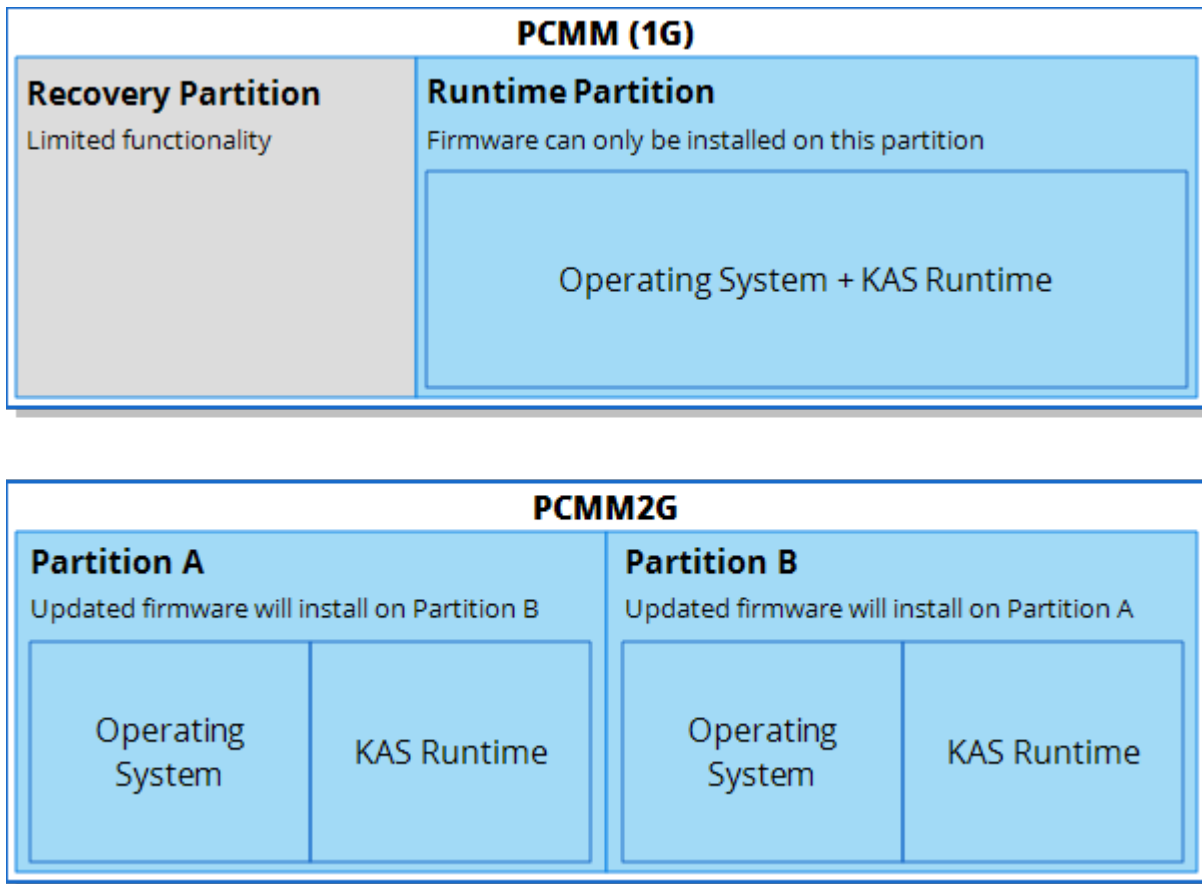 PCMM (1G)
Recovery Partition
Limited functionality
Runtime Partition
Firmware can only be installed on this partition
Operating System + KAS Runtime
PCMM2G
Partition A
Updated firmware will install on Partition B
Operating
System
KAS Runtime
Partition B
Updated firmware will install on Partition A
Operating
System
KAS Runtime